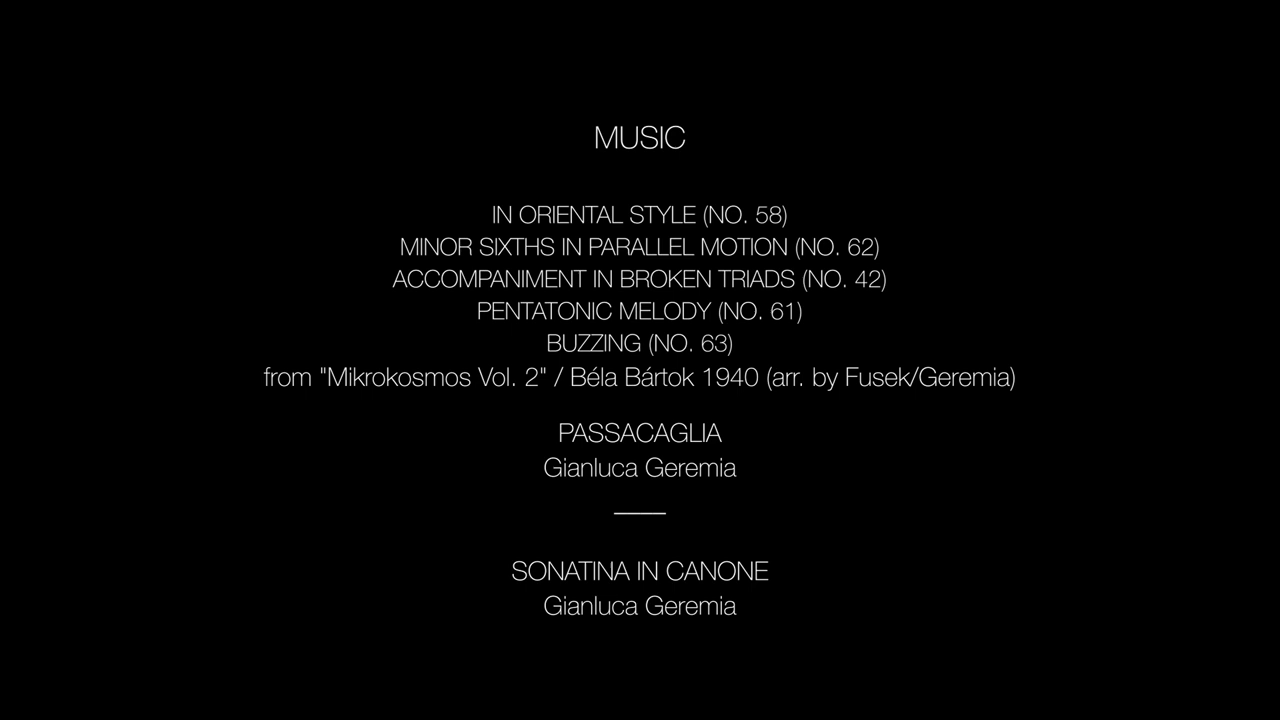 MUSIC
IN ORIENTAL STYLE (NO. 58)
MINOR SIXTHS IN PARALLEL MOTION (NO. 62)
ACCOMPANIMENT IN BROKEN TRIADS (NO. 42)
PENTATONIC MELODY (NO. 61)
BUZZING (NO. 63)
from "Mikrokosmos Vol. 2" / Béla Bártok 1940 (arr. by Fusek/Geremia)
PASSACAGLIA
Gianluca Geremia
SONATINA IN CANONE
Gianluca Geremia